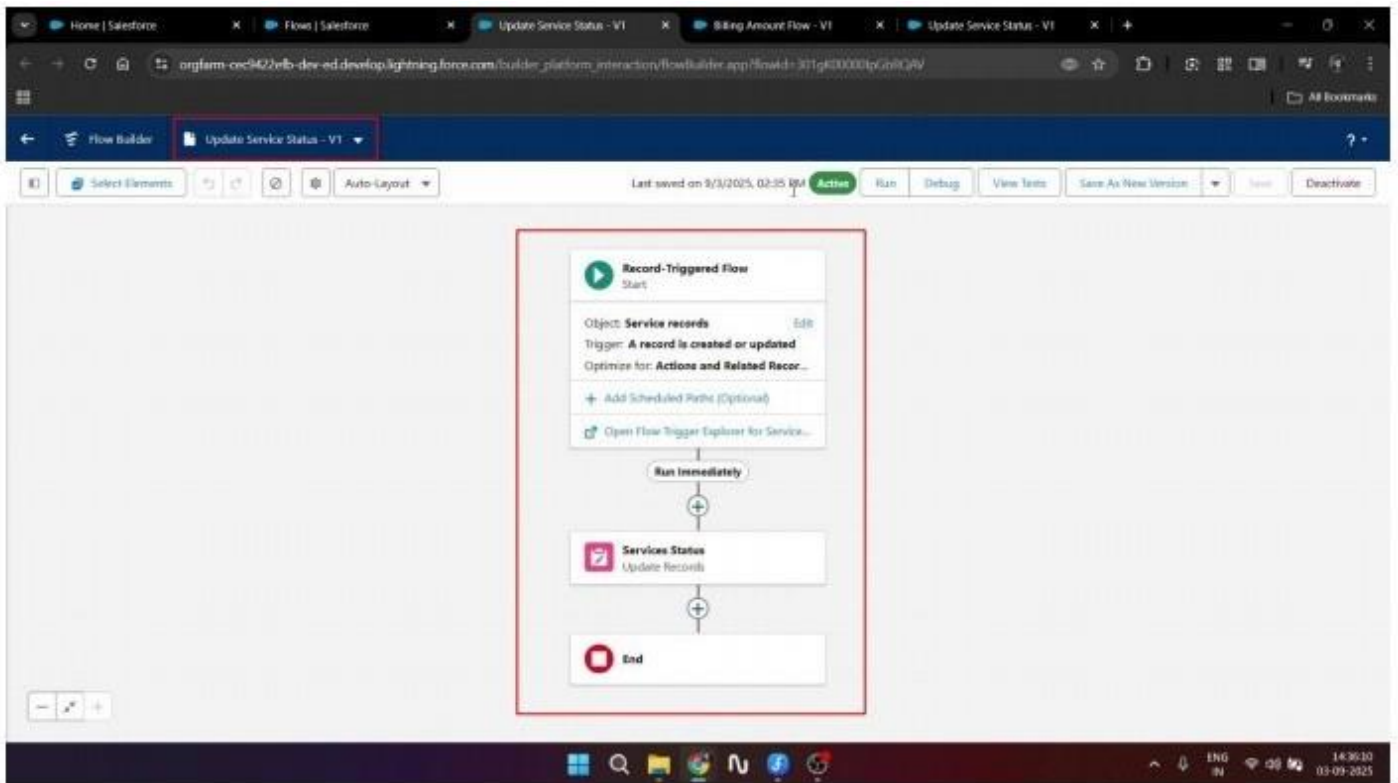 Home | Salesforce
Flows | Salesforce
Update Service Status - V1
Billing Amount Flow - V1
Update Service Status - V1
All Bookmarks
Flow Builder
Update Service Status - V1
Select Elements
Auto-Layout
Last saved on 9/3/2025, 02:35 PM
Active
Run
Debug
View Tests
Save As New Version
Save
Deactivate
Record-Triggered Flow
Start
Object: Service records
Edit
Trigger: A record is created or updated
Optimize for: Actions and Related Recor...
Add Scheduled Paths (Optional)
Open Flow Trigger Explorer for Service...
Run Immediately
Services Status
Update Records
End
ENG
IN
14:36:10
03-09-2025